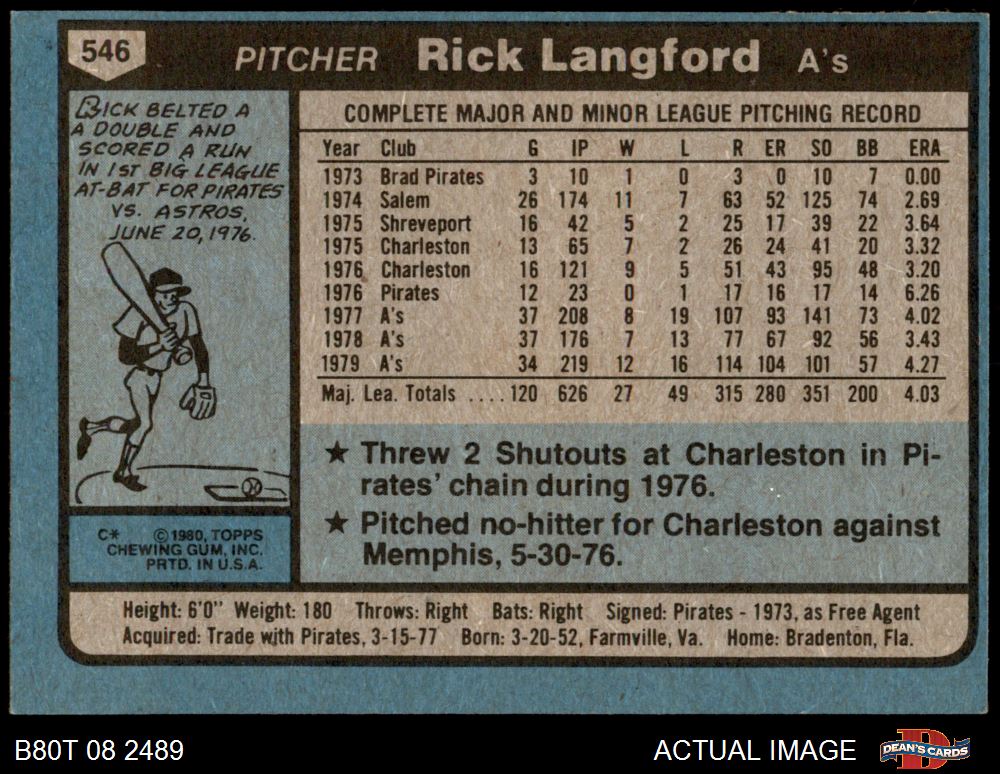 546 PITCHER Rick Langford A's
RICK BELTED A
A DOUBLE AND
SCORED A RUN
IN 1ST BIG LEAGUE
AT-BAT FOR PIRATES
VS. ASTROS,
JUNE 20, 1976.
C* ©1980, TOPPS
CHEWING GUM, INC.
PRTD. IN U.S.A.
COMPLETE MAJOR AND MINOR LEAGUE PITCHING RECORD
Year Club G IP W L R ER SO BB ERA
1973 Brad Pirates 3 10 1 0 3 0 10 7 0.00
1974 Salem 26 174 11 7 63 52 125 74 2.69
1975 Shreveport 16 42 5 2 25 17 39 22 3.64
1975 Charleston 13 65 7 2 26 24 41 20 3.32
1976 Charleston 16 121 9 5 51 43 95 48 3.20
1976 Pirates 12 23 0 1 17 16 17 14 6.26
1977 A's 37 208 8 19 107 93 141 73 4.02
1978 A's 37 176 7 13 77 67 92 56 3.43
1979 A's 34 219 12 16 114 104 101 57 4.27
Maj. Lea. Totals ....120 626 27 49 315 280 351 200 4.03
★ Threw 2 Shutouts at Charleston in Pi-
rates' chain during 1976.
★ Pitched no-hitter for Charleston against
Memphis, 5-30-76.
Height: 6'0" Weight: 180 Throws: Right Bats: Right Signed: Pirates - 1973, as Free Agent
Acquired: Trade with Pirates, 3-15-77 Born: 3-20-52, Farmville, Va. Home: Bradenton, Fla.
B80T 08 2489 ACTUAL IMAGE DEAN'S CARDS